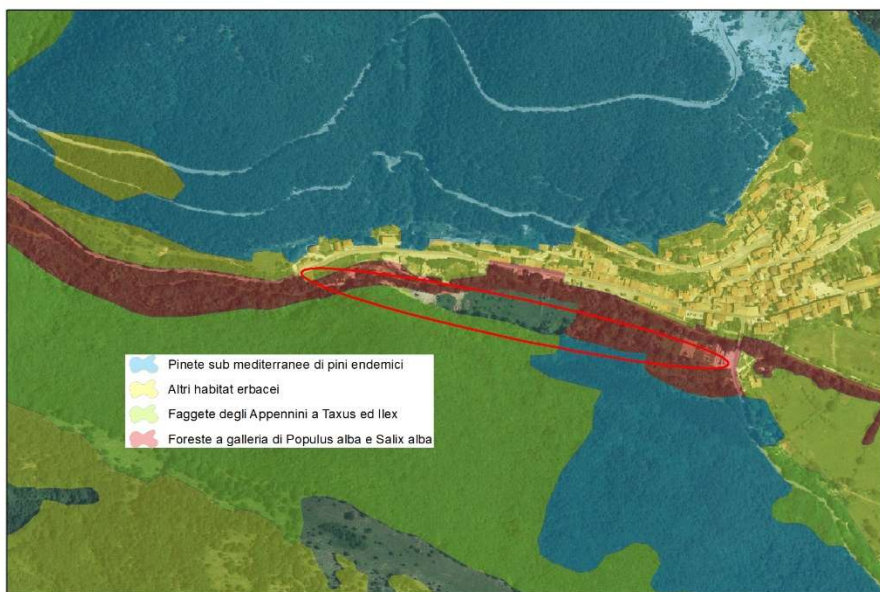 Pinete sub mediterranee di pini endemici
Altri habitat erbacei
Faggete degli Appennini a Taxus ed Ilex
Foreste a galleria di Populus alba e Salix alba